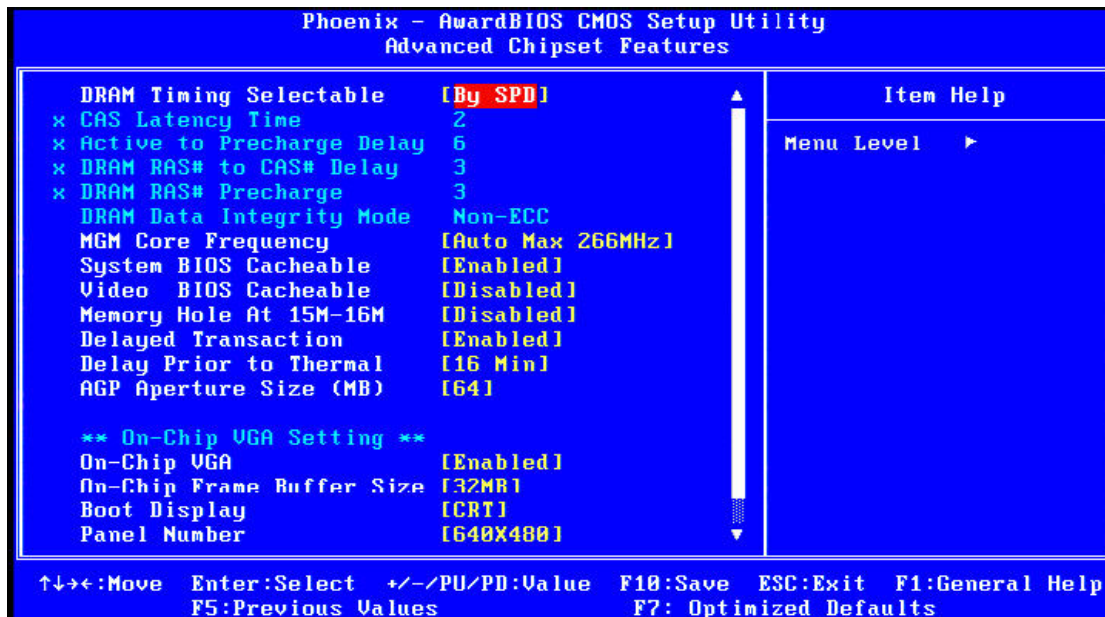 Phoenix - AwardBIOS CMOS Setup Utility
Advanced Chipset Features
DRAM Timing Selectable [By SPD]
x CAS Latency Time 2
x Active to Precharge Delay 6
x DRAM RAS# to CAS# Delay 3
x DRAM RAS# Precharge 3
DRAM Data Integrity Mode Non-ECC
MGM Core Frequency [Auto Max 266MHz]
System BIOS Cacheable [Enabled]
Video BIOS Cacheable [Disabled]
Memory Hole At 15M-16M [Disabled]
Delayed Transaction [Enabled]
Delay Prior to Thermal [16 Min]
AGP Aperture Size (MB) [64]
** On-Chip VGA Setting **
On-Chip VGA [Enabled]
On-Chip Frame Buffer Size [32MB]
Boot Display [CRT]
Panel Number [640X480]
Item Help
Menu Level ►
↑↓→←:Move Enter:Select +/-/PU/PD:Value F10:Save ESC:Exit F1:General Help
F5:Previous Values F7: Optimized Defaults